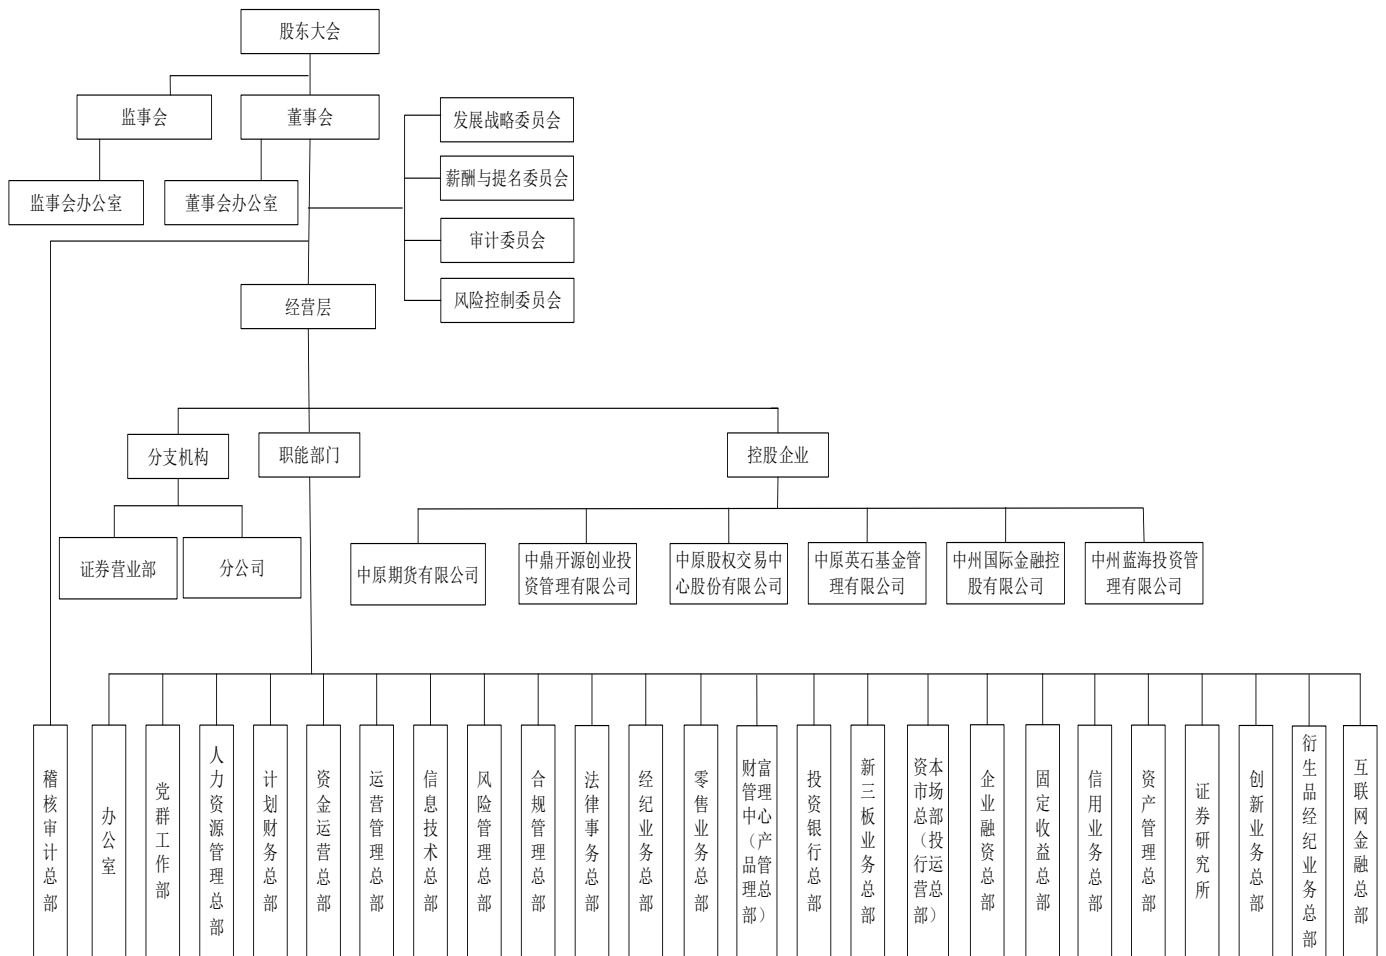 股东大会
监事会
董事会
发展战略委员会
薪酬与提名委员会
监事会办公室
董事会办公室
审计委员会
风险控制委员会
经营层
分支机构
职能部门
控股企业
证券营业部
分公司
中原期货有限公司
中鼎开源创业投
资管理有限公司
中原股权交易中
心股份有限公司
中原英石基金管
理有限公司
中州国际金融控
股有限公司
中州蓝海投资管
理有限公司
稽核审计总部
办公室
党群工作部
人力资源管理总部
计划财务总部
资金运营总部
运营管理总部
信息技术总部
风险管理总部
合规管理总部
法律事务总部
经纪业务总部
零售业务总部
财富
管理
中心
（产
品管
理总
部）
投资银行总部
新三板业务总部
资本
市场
总部
（投
行运
营总
部）
企业融资总部
固定收益总部
信用业务总部
资产管理总部
证券研究所
创新业务总部
衍生品经纪业务总部
互联网金融总部